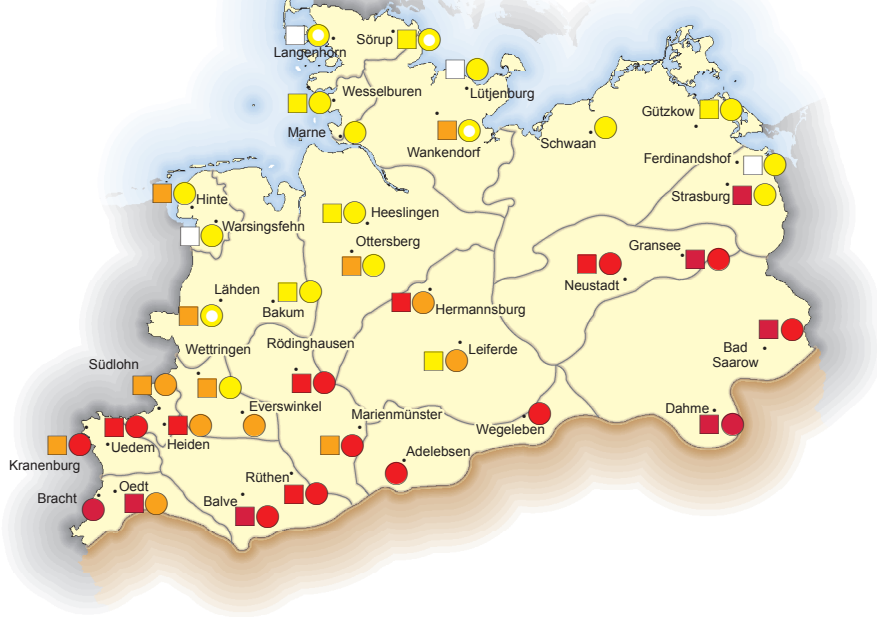 Sörup
Langenhorn
Wesselburen
Lütjenburg
Marne
Wankendorf
Gützkow
Schwaan
Ferdinandshof
Strasburg
Hinte
Warsingsfehn
Heeslingen
Ottersberg
Gransee
Neustadt
Lähden
Bakum
Hermannsburg
Bad
Saarow
Rödinghausen
Wettringen
Leiferde
Südlohn
Everswinkel
Marienmünster
Dahme
Wegeleben
Heiden
Uedem
Kranenburg
Adelebsen
Rüthen
Oedt
Bracht
Balve